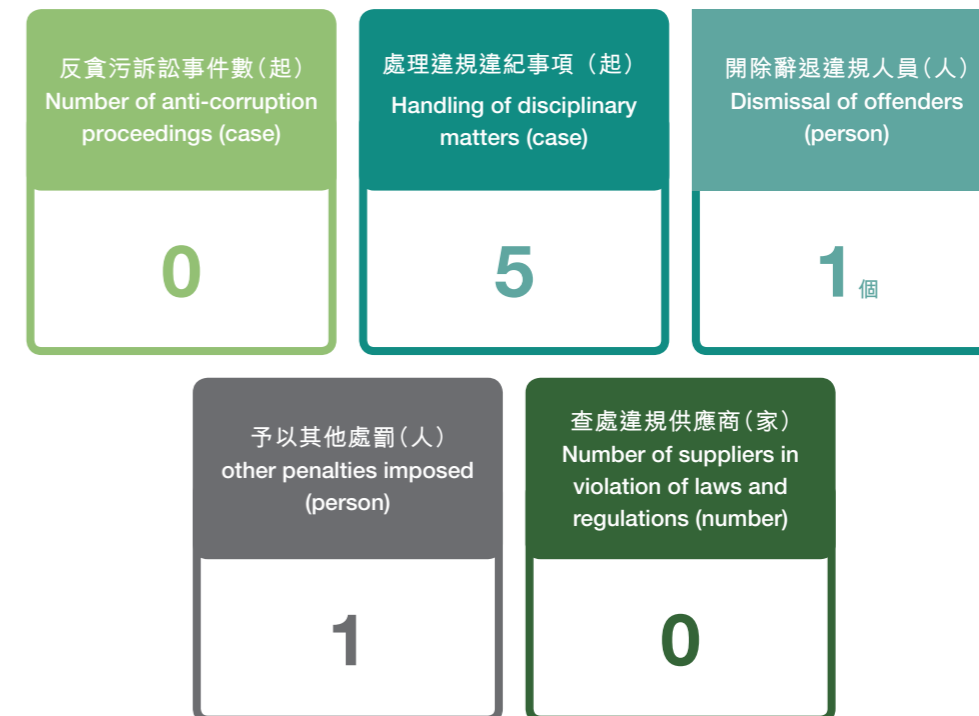 反貪污訴訟事件數（起）
Number of anti-corruption
proceedings (case)
0
處理違規違紀事項（起）
Handling of disciplinary
matters (case)
5
開除辭退違規人員（人）
Dismissal of offenders
(person)
1個
予以其他處罰（人）
other penalties imposed
(person)
1
查處違規供應商（家）
Number of suppliers in
violation of laws and
regulations (number)
0